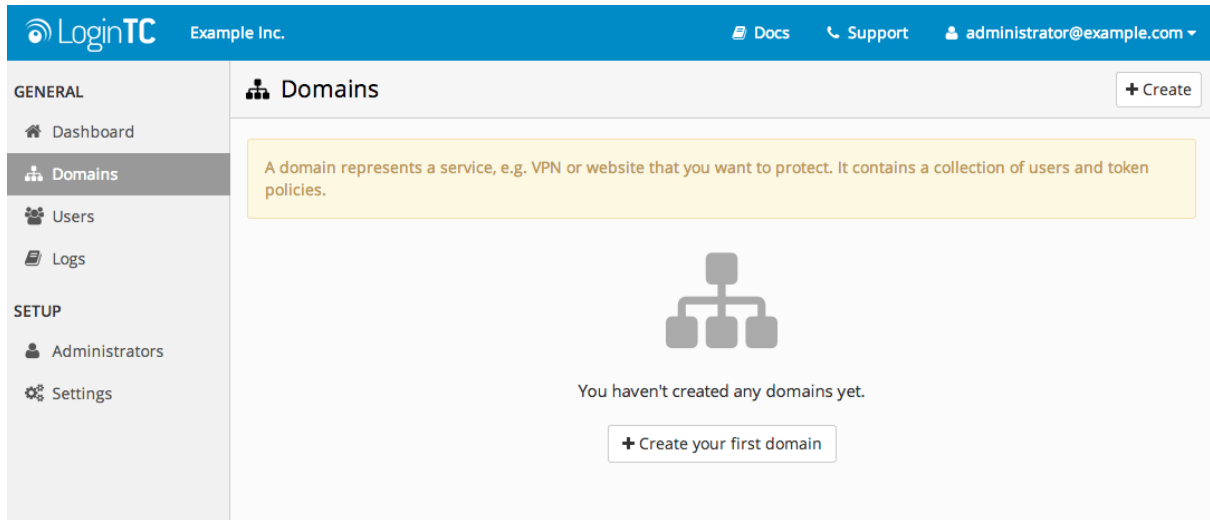 LoginTC
Example Inc.
Docs
Support
administrator@example.com
GENERAL
Dashboard
Domains
Users
Logs
SETUP
Administrators
Settings
Domains
Create
A domain represents a service, e.g. VPN or website that you want to protect. It contains a collection of users and token
policies.
You haven't created any domains yet.
Create your first domain